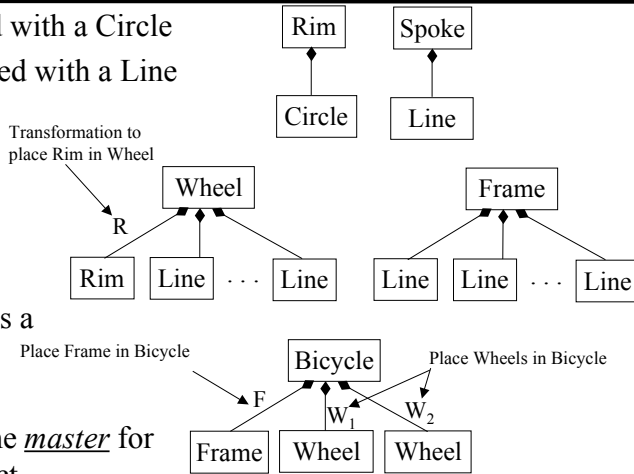 d with a Circle
Rim Spoke
ed with a Line
Circle Line
Transformation to
place Rim in Wheel
Wheel Frame
R
Rim Line . . . Line Line Line . . . Line
s a
Place Frame in Bicycle Bicycle Place Wheels in Bicycle
F W1 W2
ne master for
Frame Wheel Wheel